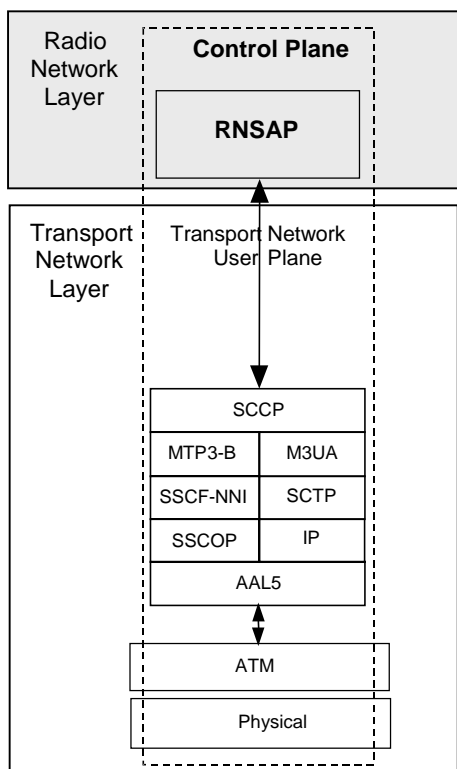 Radio
Network
Layer
Control Plane
RNSAP
Transport
Network
Layer
Transport Network
User Plane
SCCP
MTP3-B
M3UA
SSCF-NNI
SCTP
SSCOP
IP
AAL5
ATM
Physical